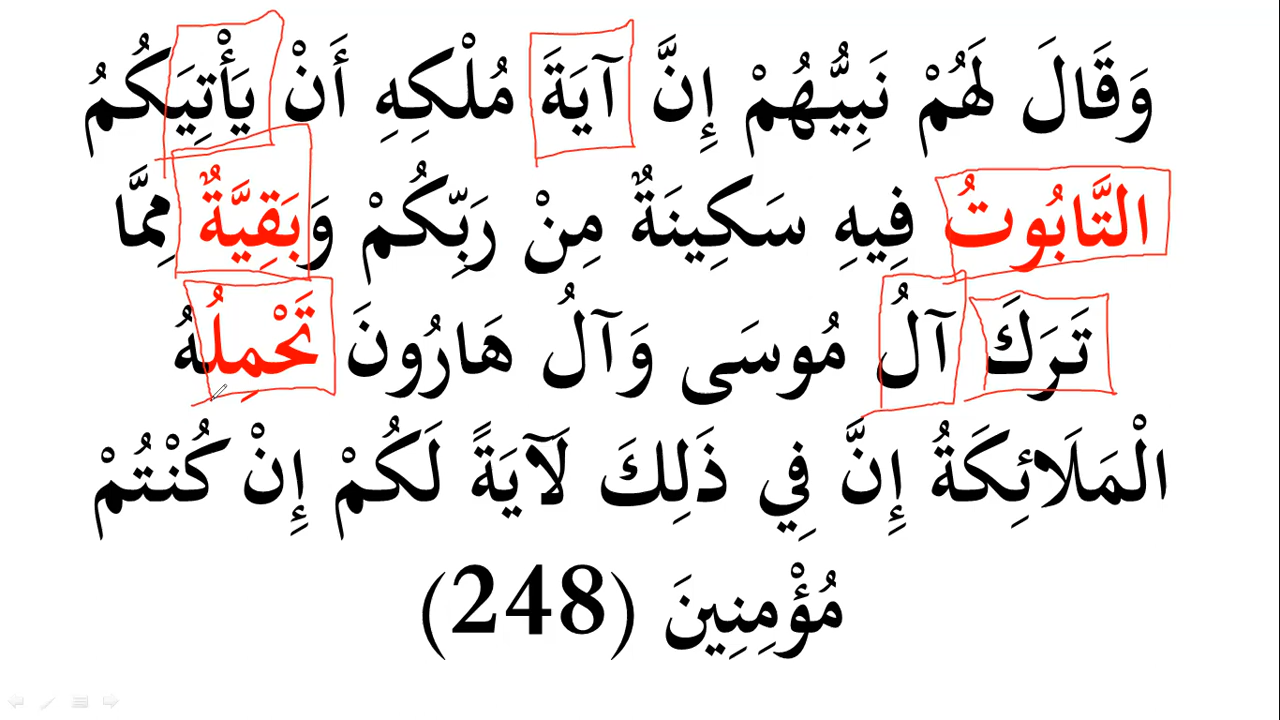 وَقَالَ لَهُمْ نَبِيُّهُمْ إِنَّ آيَةَ مُلْكِهِ أَنْ يَأْتِيَكُمُ
التَّابُوتُ فِيهِ سَكِينَةٌ مِنْ رَبِّكُمْ وَبَقِيَّةٌ مِمَّا
تَرَكَ آلُ مُوسَى وَآلُ هَارُونَ تَحْمِلُهُ
الْمَلَائِكَةُ إِنَّ فِي ذَلِكَ لَآيَةً لَكُمْ إِنْ كُنْتُمْ
مُؤْمِنِينَ (248)